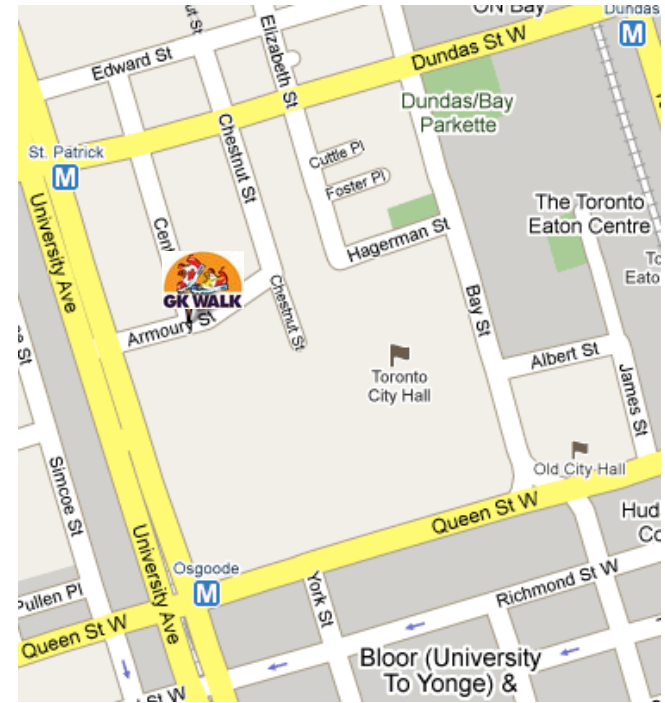 ON Bay
Dundas
M
Edward St
Elizabeth St
Dundas St W
Dundas/Bay
Parkette
St. Patrick
M
Chestnut St
Cuttle Pl
Foster Pl
University Ave
The Toronto
Eaton Centre
Hagerman St
GK WALK
Chestnut St
Armoury St
Bay St
Toronto
City Hall
Albert St
James St
Old City Hall
Simcoe St
Queen St W
University Ave
Osgoode
M
York St
Richmond St W
Queen St W
Bloor (University
To Yonge) &